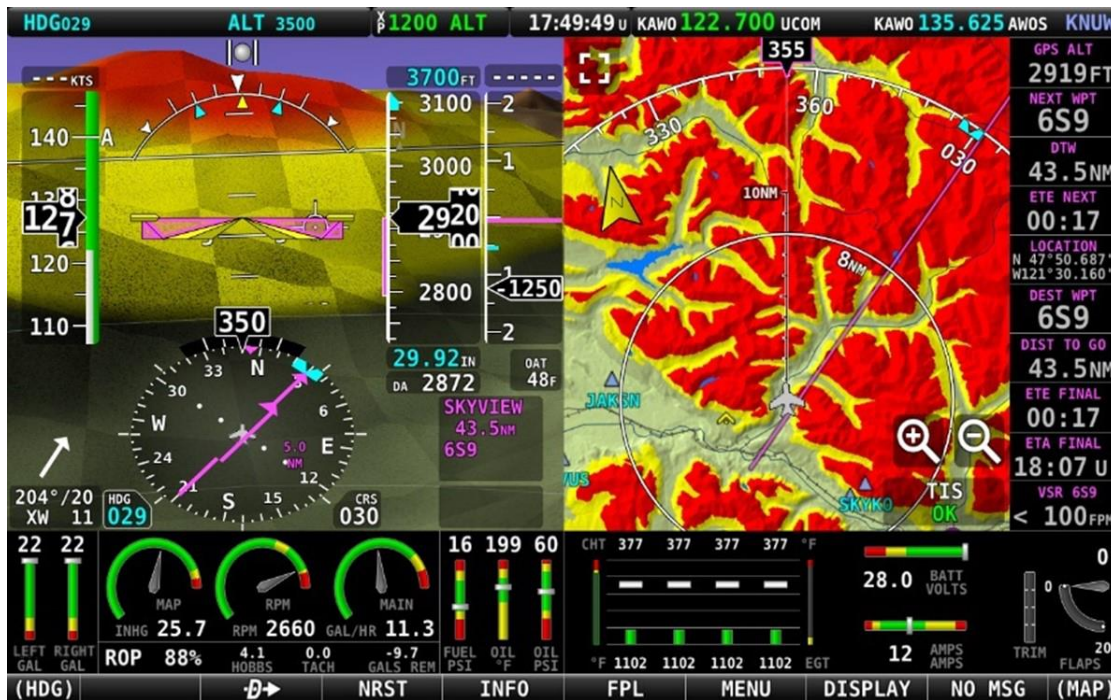 HDG029 ALT 3500 XP1200 ALT 17:49:49U KAWO 122.700 UCOM KAWO 135.625 AWOS KNUW
---KTS
3700FT -----
140 A
127
120
110
3100
3000
2920
2800
2
1
1
-1250
2
N
350
33 N 3 6 E 12 15 S 21 24 W 30
5.0 NM
29.92IN
DA 2872
OAT
48F
SKYVIEW
43.5NM
6S9
204°/20
XW 11
HDG
029
CRS
030
355
330 360 030
10NM
8NM
N
JAKSN
SKYKO
TIS
OK
GPS ALT
2919FT
NEXT WPT
6S9
DTW
43.5NM
ETE NEXT
00:17
LOCATION
N 47°50.687'
W121°30.160'
DEST WPT
6S9
DIST TO GO
43.5NM
ETE FINAL
00:17
ETA FINAL
18:07 U
VSR 6S9
< 100FPM
22 22
LEFT GAL
RIGHT GAL
MAP
INHG 25.7
RPM
RPM 2660
MAIN
GAL/HR 11.3
ROP 88%
4.1 HOBBS
0.0 TACH
-9.7 GALS REM
16 199 60
FUEL PSI
OIL °F
OIL PSI
CHT 377 377 377 377 °F
°F 1102 1102 1102 1102 EGT
28.0 BATT VOLTS
12 AMPS AMPS
0
0
TRIM
20
FLAPS
(HDG) D NRST INFO FPL MENU DISPLAY NO MSG (MAP)